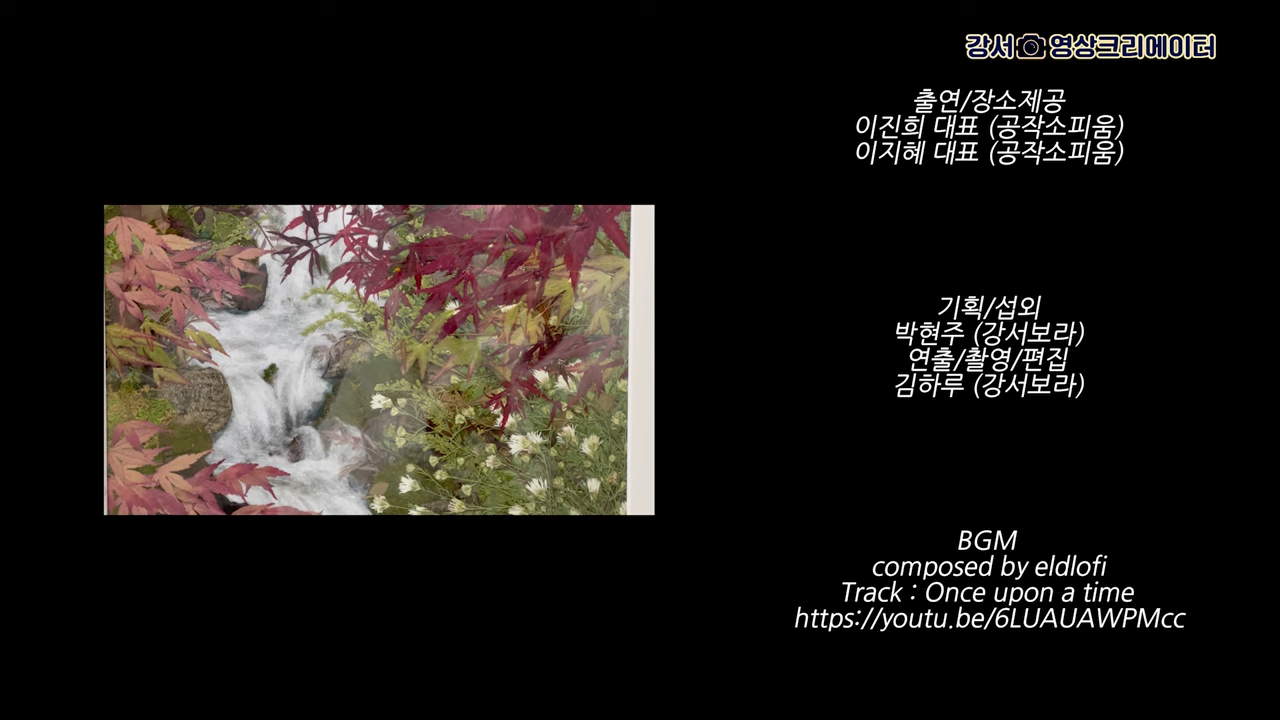 강서 영상크리에이터
출연/장소제공
이진희 대표 (공작소피움)
이지혜 대표 (공작소피움)
기획/섭외
박현주 (강서보라)
연출/촬영/편집
김하루 (강서보라)
BGM
composed by eldlofi
Track : Once upon a time
https://youtu.be/6LUAUAWPMcc